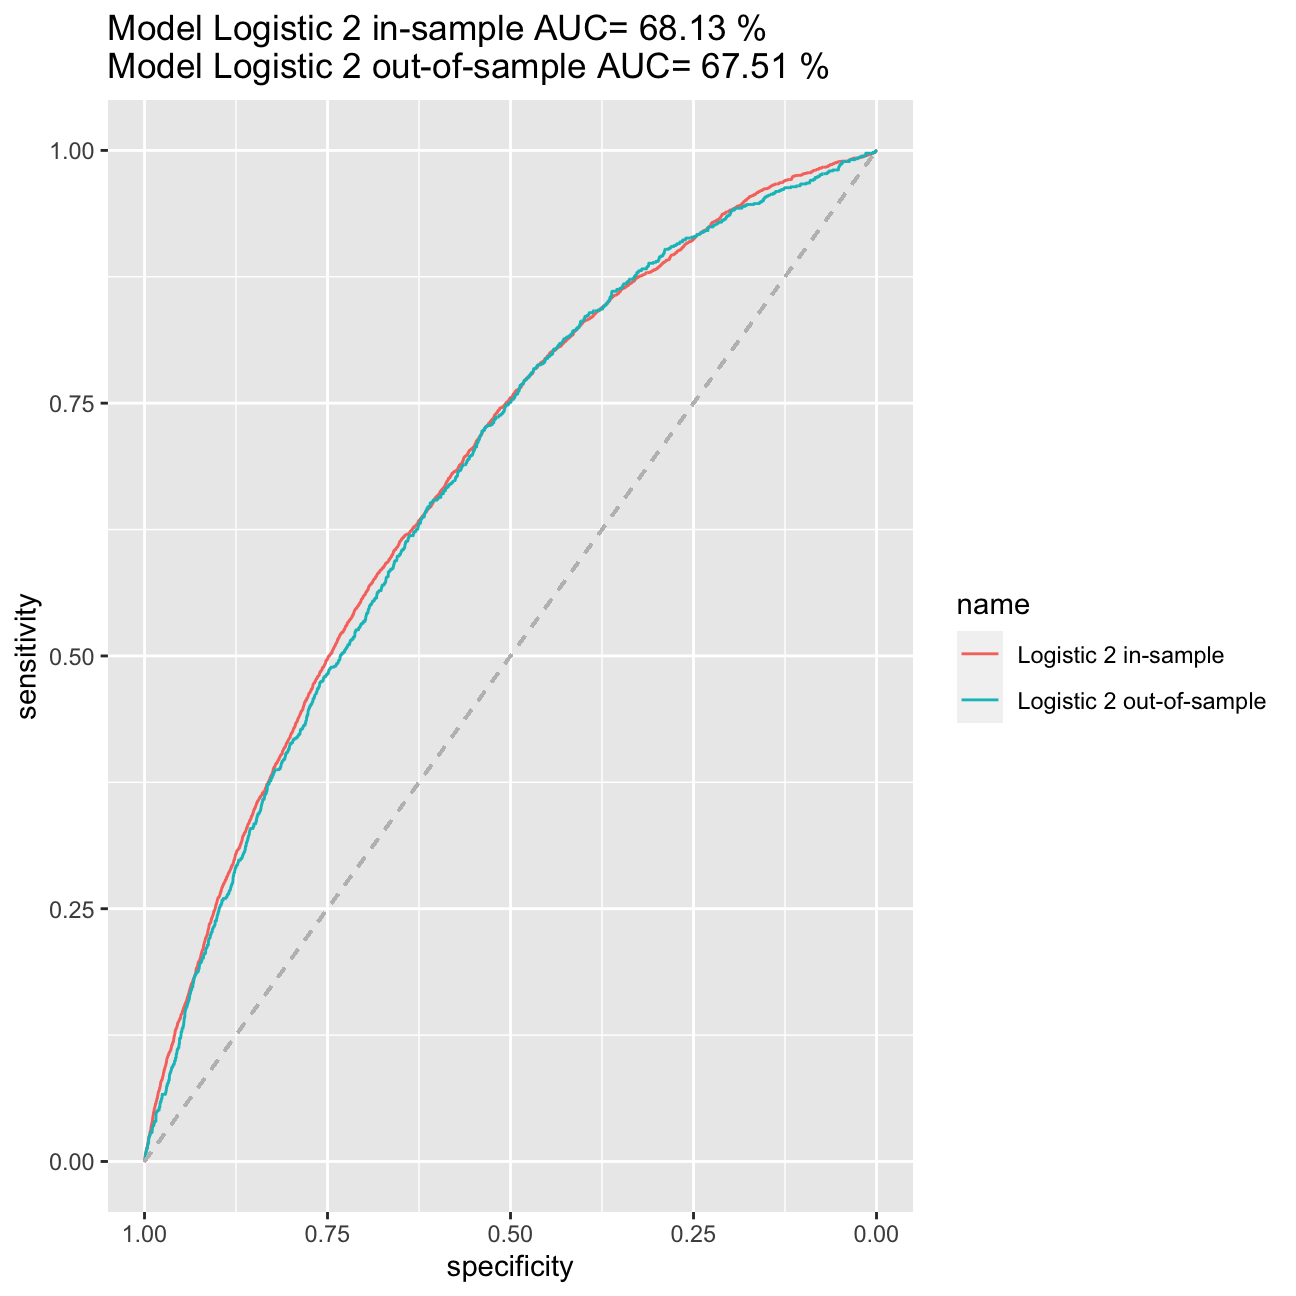 Model Logistic 2 in-sample AUC= 68.13 %
Model Logistic 2 out-of-sample AUC= 67.51 %
1.00
0.75
0.50
0.25
0.00
sensitivity
1.00 0.75 0.50 0.25 0.00
specificity
name
Logistic 2 in-sample
Logistic 2 out-of-sample